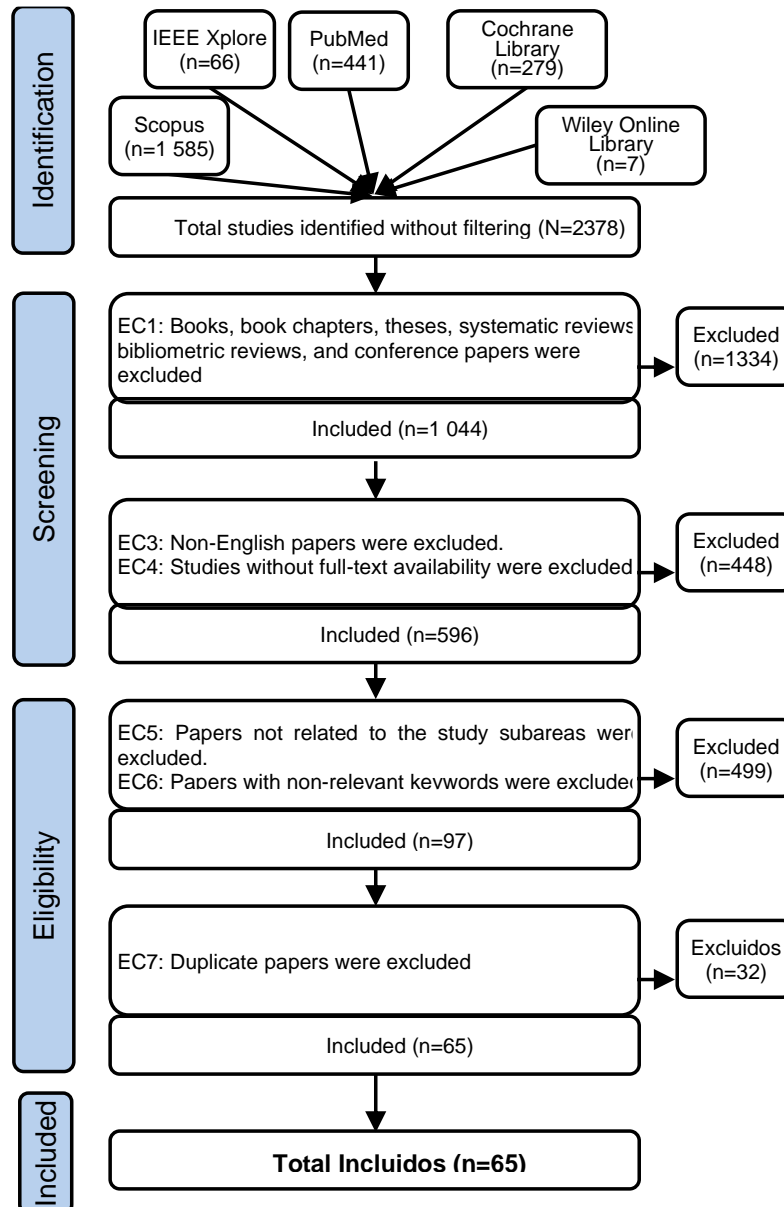 Identification
IEEE Xplore
(n=66)
PubMed
(n=441)
Cochrane
Library
(n=279)
Scopus
(n=1 585)
Wiley Online
Library
(n=7)
Total studies identified without filtering (N=2378)
Screening
EC1: Books, book chapters, theses, systematic reviews
bibliometric reviews, and conference papers were
excluded
Excluded
(n=1334)
Included (n=1 044)
EC3: Non-English papers were excluded.
EC4: Studies without full-text availability were excluded
Excluded
(n=448)
Included (n=596)
Eligibility
EC5: Papers not related to the study subareas were
excluded.
EC6: Papers with non-relevant keywords were excluded
Excluded
(n=499)
Included (n=97)
EC7: Duplicate papers were excluded
Excluidos
(n=32)
Included (n=65)
Included
Total Incluidos (n=65)